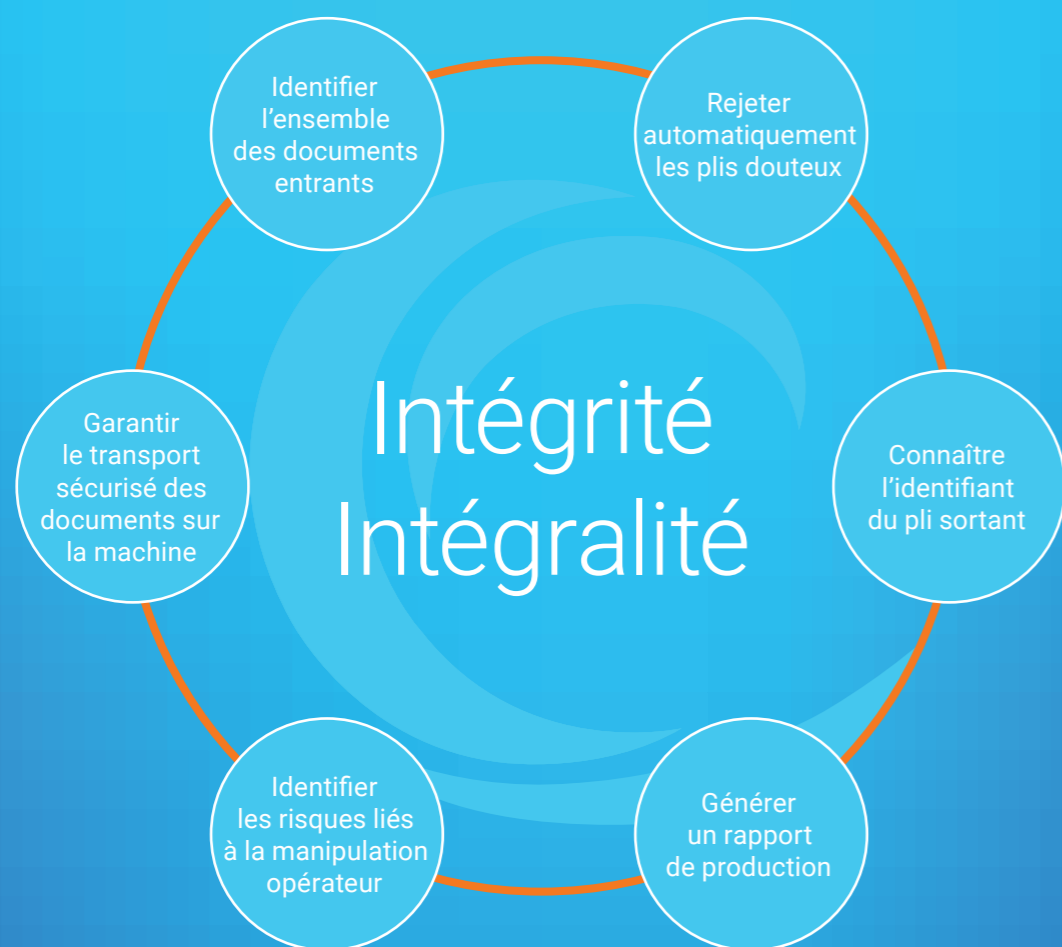 Identifier
l'ensemble
des documents
entrants
Rejeter
automatiquement
les plis douteux
Garantir
le transport
sécurisé des
documents sur
la machine
Intégrité
Intégralité
Connaître
l'identifiant
du pli sortant
Identifier
les risques liés
à la manipulation
opérateur
Générer
un rapport
de production